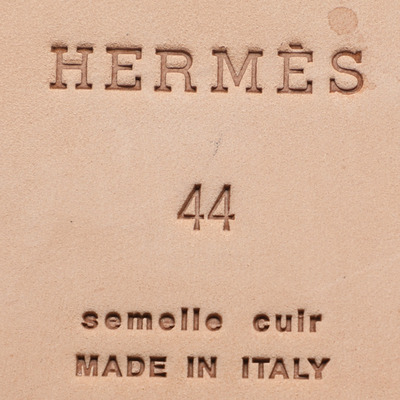 HERMÈS
44
semelle cuir
MADE IN ITALY